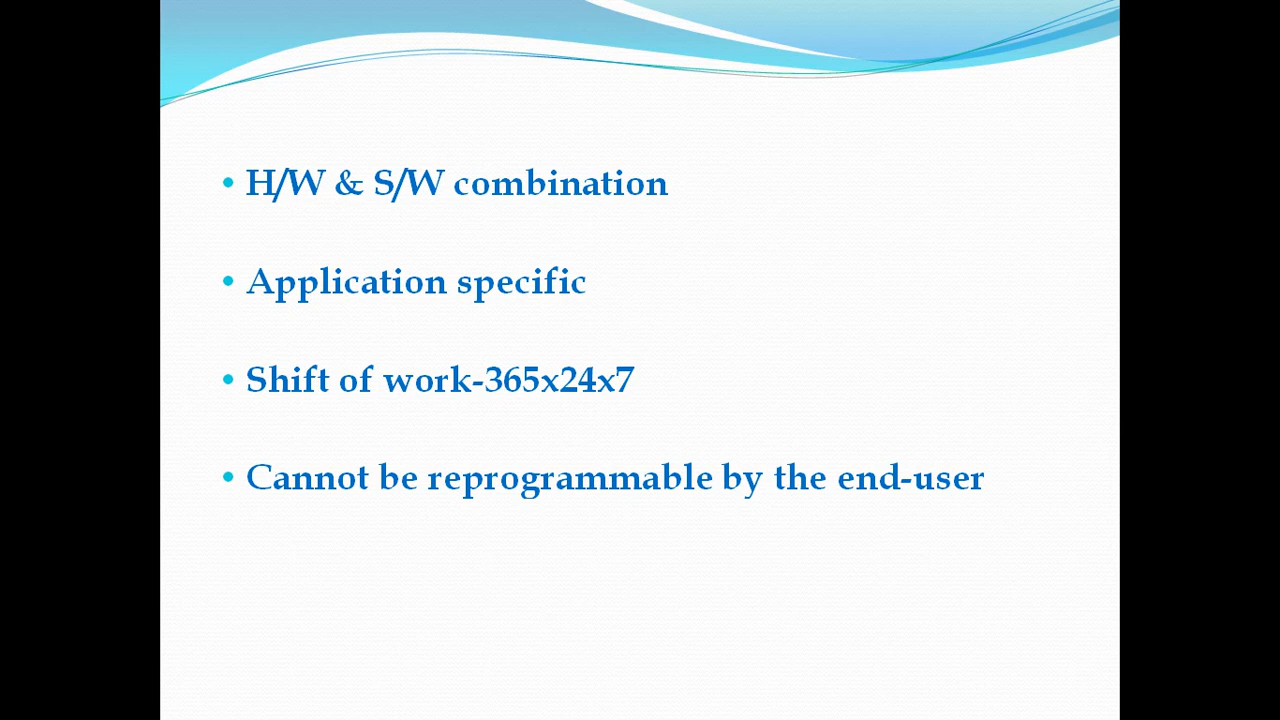 • H/W & S/W combination
• Application specific
• Shift of work-365x24x7
• Cannot be reprogrammable by the end-user